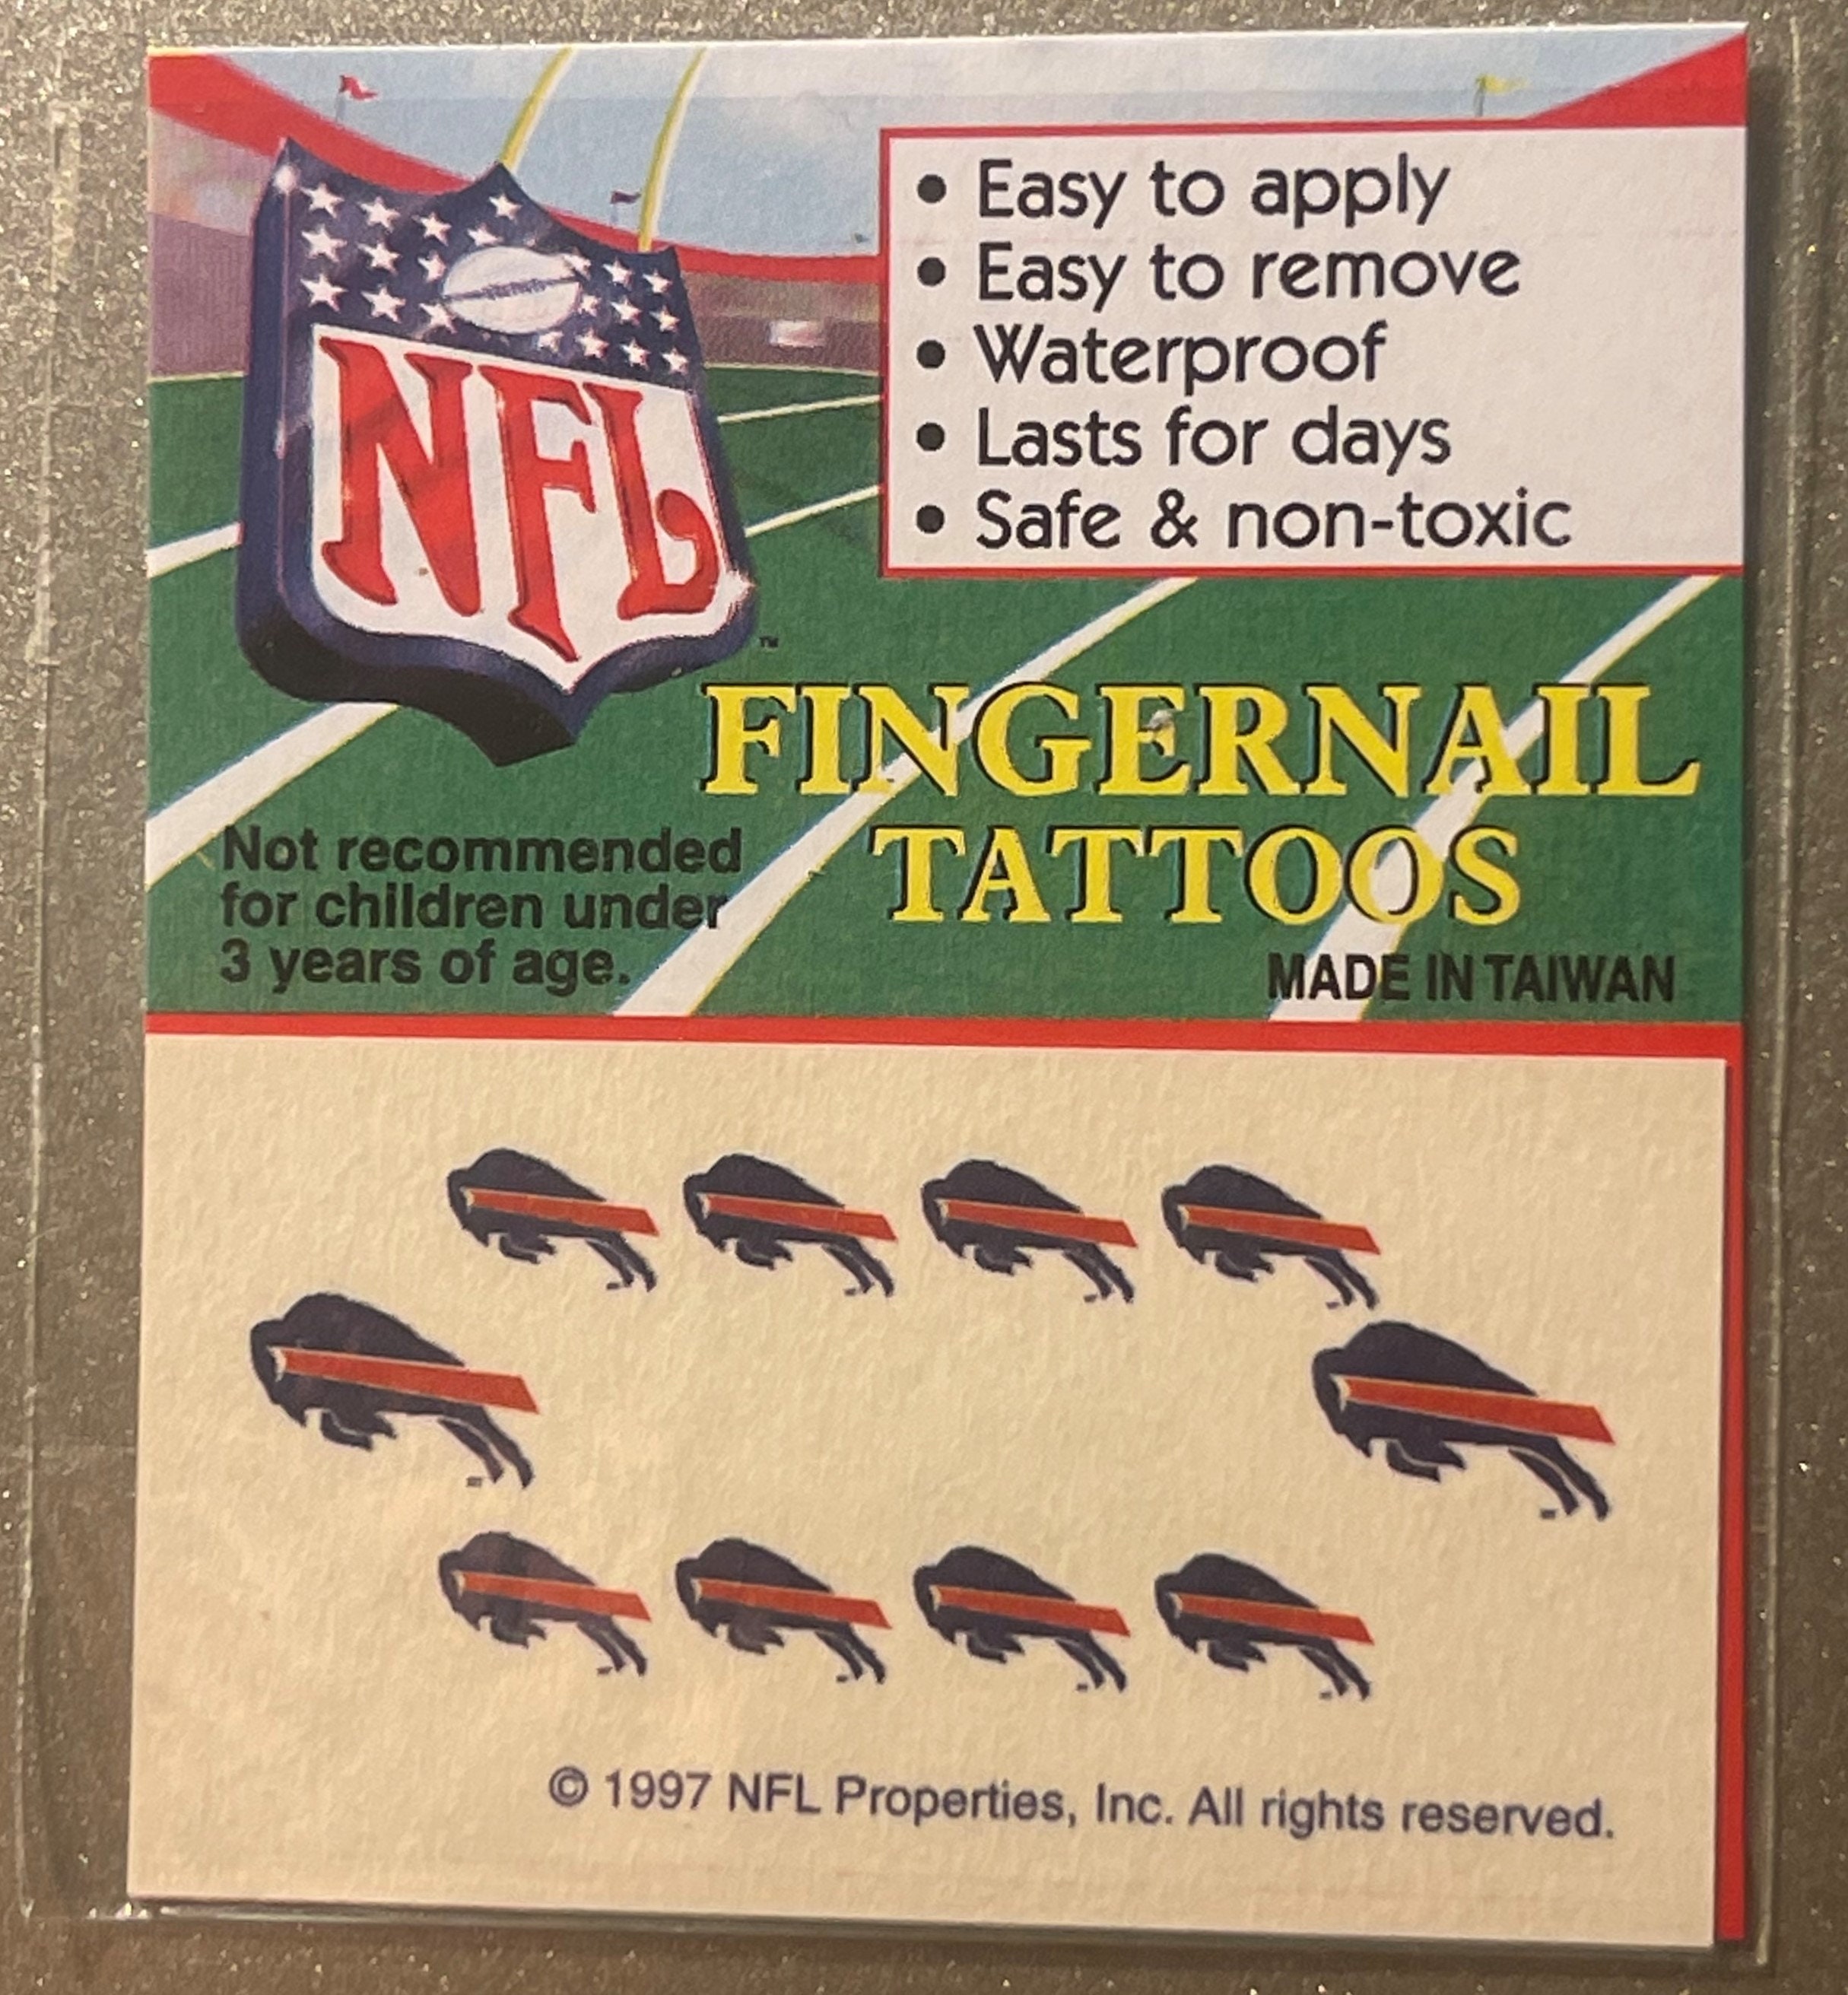 NFL
™
• Easy to apply
• Easy to remove
• Waterproof
• Lasts for days
• Safe & non-toxic
FINGERNAIL
TATTOOS
Not recommended
for children under
3 years of age.
MADE IN TAIWAN
© 1997 NFL Properties, Inc. All rights reserved.